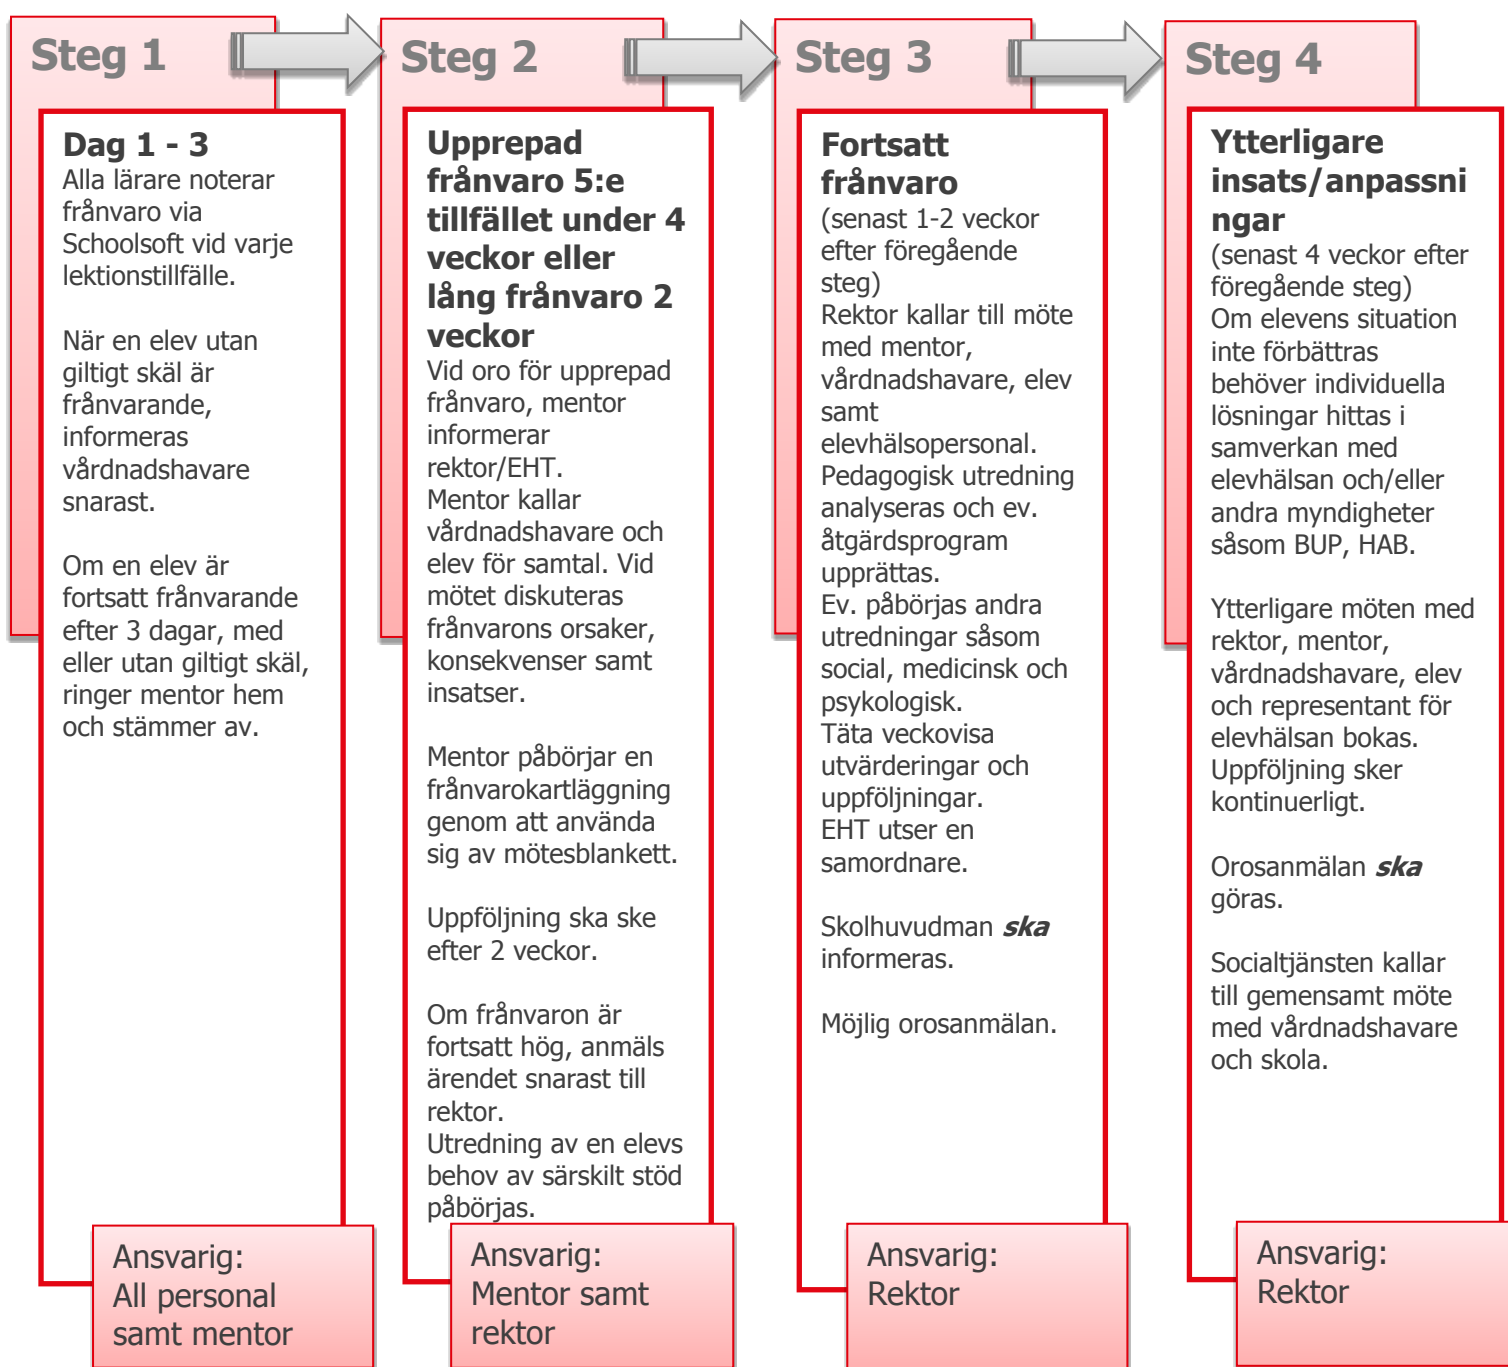 Steg 1
Dag 1 - 3
Alla lärare noterar
frånvaro via
Schoolsoft vid varje
lektionstillfälle.
När en elev utan
giltigt skäl är
frånvarande,
informeras
vårdnadshavare
snarast.
Om en elev är
fortsatt frånvarande
efter 3 dagar, med
eller utan giltigt skäl,
ringer mentor hem
och stämmer av.
Ansvarig:
All personal
samt mentor
Steg 2
Upprepad
frånvaro 5:e
tillfället under 4
veckor eller
lång frånvaro 2
veckor
Vid oro för upprepad
frånvaro, mentor
informerar
rektor/EHT.
Mentor kallar
vårdnadshavare och
elev för samtal. Vid
mötet diskuteras
frånvarons orsaker,
konsekvenser samt
insatser.
Mentor påbörjar en
frånvarokartläggning
genom att använda
sig av mötesblankett.
Uppföljning ska ske
efter 2 veckor.
Om frånvaron är
fortsatt hög, anmäls
ärendet snarast till
rektor.
Utredning av en elevs
behov av särskilt stöd
påbörjas.
Ansvarig:
Mentor samt
rektor
Steg 3
Fortsatt
frånvaro
(senast 1-2 veckor
efter föregående
steg)
Rektor kallar till möte
med mentor,
vårdnadshavare, elev
samt
elevhälsopersonal.
Pedagogisk utredning
analyseras och ev.
åtgärdsprogram
upprättas.
Ev. påbörjas andra
utredningar såsom
social, medicinsk och
psykologisk.
Täta veckovisa
utvärderingar och
uppföljningar.
EHT utser en
samordnare.
Skolhuvudman ska
informeras.
Möjlig orosanmälan.
Ansvarig:
Rektor
Steg 4
Ytterligare
insats/anpassni
ngar
(senast 4 veckor efter
föregående steg)
Om elevens situation
inte förbättras
behöver individuella
lösningar hittas i
samverkan med
elevhälsan och/eller
andra myndigheter
såsom BUP, HAB.
Ytterligare möten med
rektor, mentor,
vårdnadshavare, elev
och representant för
elevhälsan bokas.
Uppföljning sker
kontinuerligt.
Orosanmälan ska
göras.
Socialtjänsten kallar
till gemensamt möte
med vårdnadshavare
och skola.
Ansvarig:
Rektor